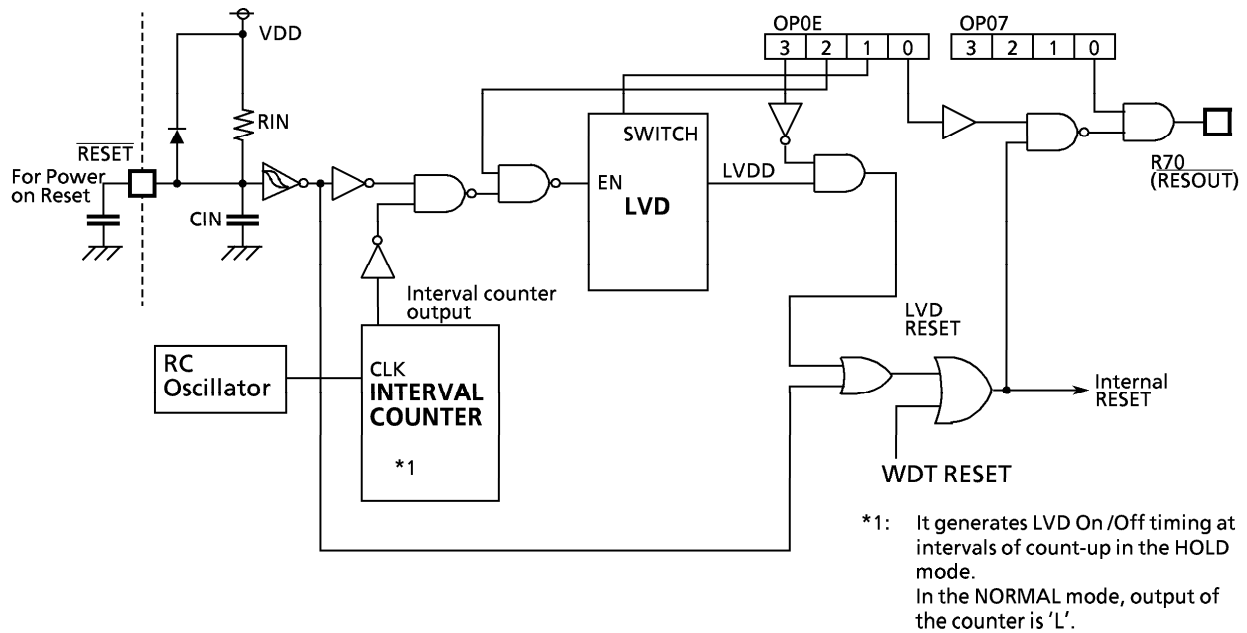 OP0E
OP07
3 2 1 0
3 2 1 0
VDD
RIN
RESET
For Power
on Reset
CIN
SWITCH
EN
LVD
LVDD
R70
(RESOUT)
Interval counter
output
LVD
RESET
RC
Oscillator
CLK
INTERVAL
COUNTER
*1
Internal
RESET
WDT RESET
*1: It generates LVD On /Off timing at
intervals of count-up in the HOLD
mode.
In the NORMAL mode, output of
the counter is 'L'.